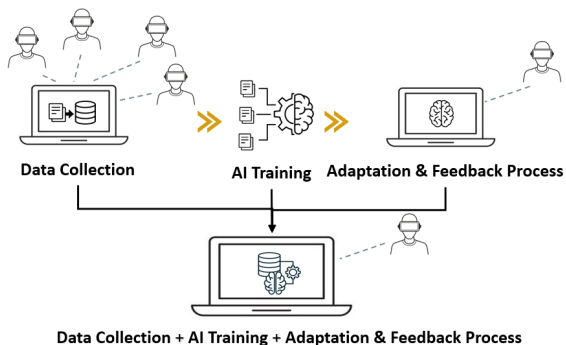 Data Collection
AI Training
Adaptation & Feedback Process
Data Collection + AI Training + Adaptation & Feedback Process